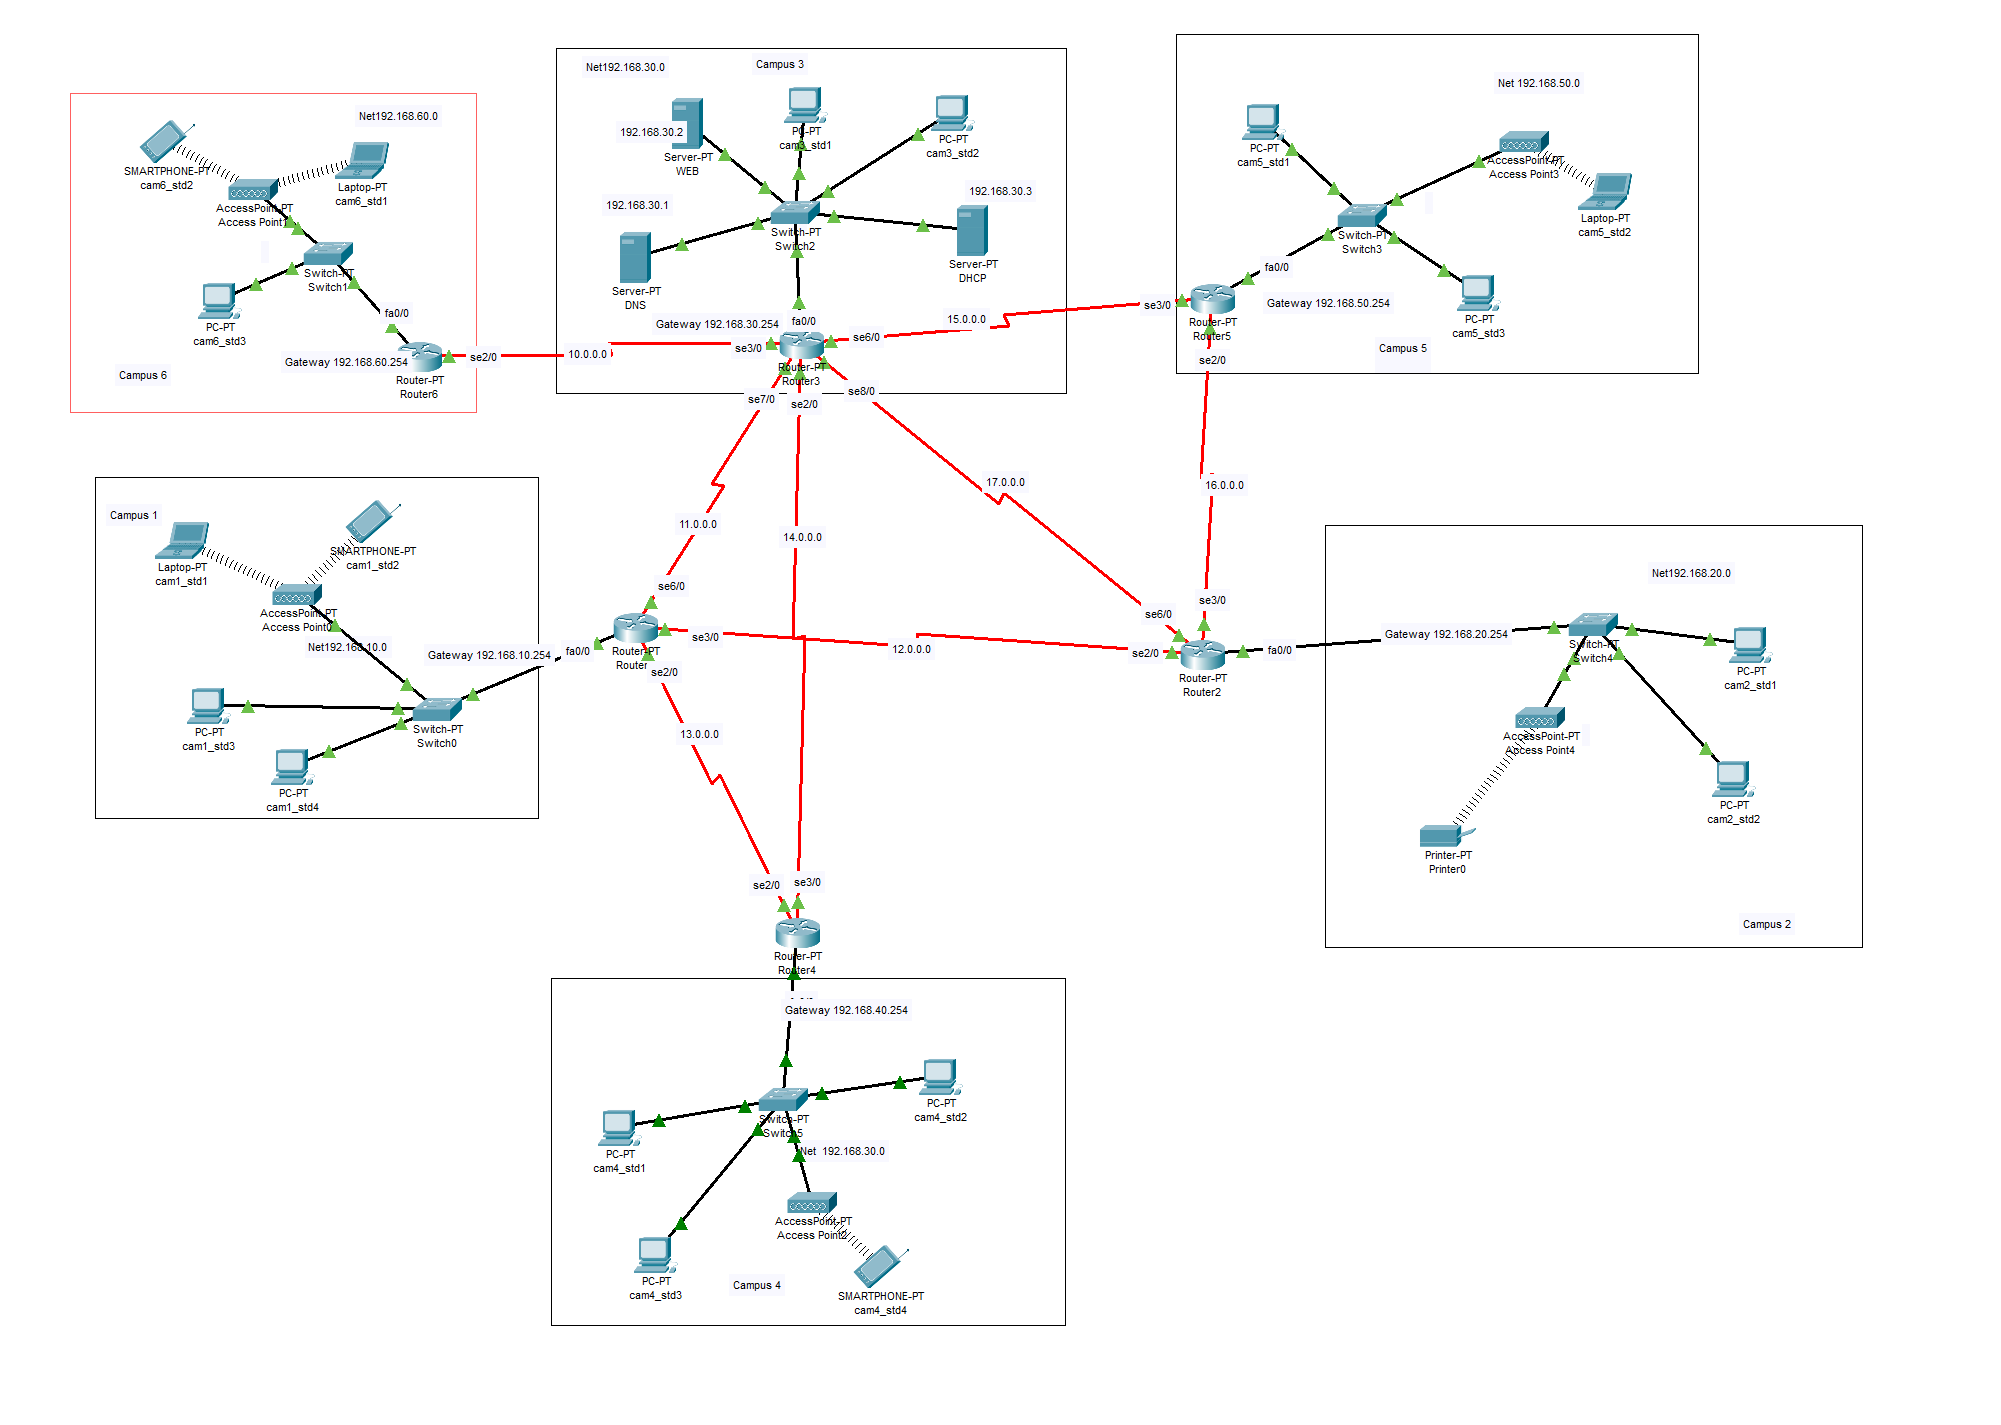 Net192.168.60.0
SMARTPHONE-PT
cam6_std2
Laptop-PT
cam6_std1
AccessPoint-PT
Access Point1
Switch-PT
Switch1
PC-PT
cam6_std3
fa0/0
Gateway 192.168.60.254
se2/0
Router-PT
Router6
Campus 6
Net192.168.30.0
Campus 3
192.168.30.2
Server-PT
WEB
PC-PT
cam3_std1
PC-PT
cam3_std2
192.168.30.1
192.168.30.3
Switch-PT
Switch2
Server-PT
DNS
Server-PT
DHCP
Gateway 192.168.30.254
fa0/0
10.0.0.0
se3/0
se6/0
15.0.0.0
Router-PT
Router3
se7/0
se2/0
se8/0
Net 192.168.50.0
PC-PT
cam5_std1
AccessPoint-PT
Access Point3
Laptop-PT
cam5_std2
Switch-PT
Switch3
fa0/0
se3/0
Gateway 192.168.50.254
Router-PT
Router5
PC-PT
cam5_std3
Campus 5
se2/0
17.0.0.0
16.0.0.0
11.0.0.0
14.0.0.0
Campus 1
Laptop-PT
cam1_std1
SMARTPHONE-PT
cam1_std2
AccessPoint-PT
Access Point0
Net192.168.10.0
Gateway 192.168.10.254
fa0/0
PC-PT
cam1_std3
Switch-PT
Switch0
PC-PT
cam1_std4
se6/0
se3/0
Router-PT
Router
se2/0
12.0.0.0
13.0.0.0
se6/0
se3/0
se2/0
fa0/0
Router-PT
Router2
Net192.168.20.0
Gateway 192.168.20.254
Switch-PT
Switch4
PC-PT
cam2_std1
AccessPoint-PT
Access Point4
PC-PT
cam2_std2
Printer-PT
Printer0
Campus 2
se2/0
se3/0
Router-PT
Router4
Gateway 192.168.40.254
PC-PT
cam4_std2
Switch-PT
Switch5
PC-PT
cam4_std1
Net  192.168.30.0
AccessPoint-PT
Access Point2
PC-PT
cam4_std3
Campus 4
SMARTPHONE-PT
cam4_std4